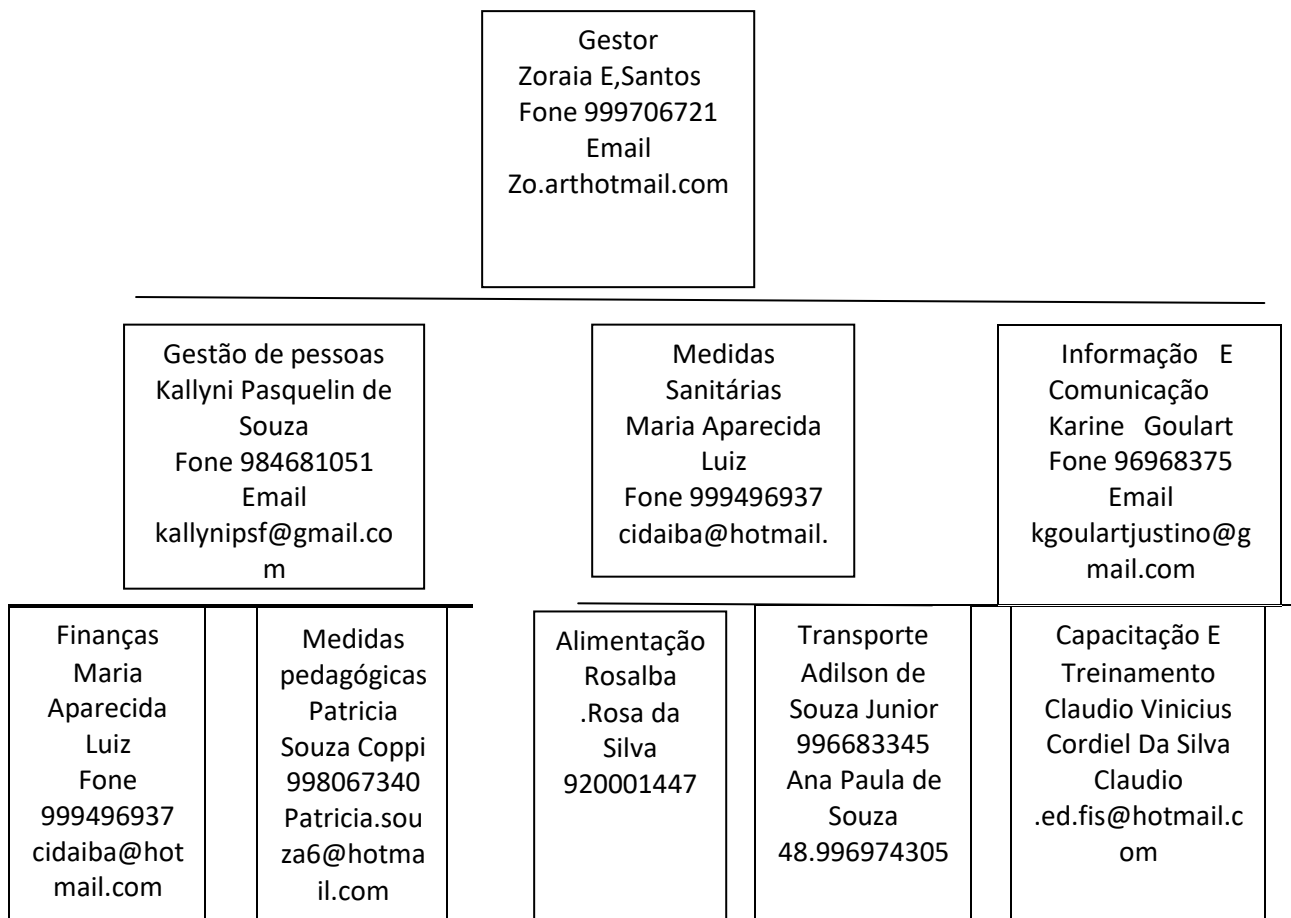 Gestor
Zoraia E,Santos
Fone 999706721
Email
Zo.arthotmail.com
Gestão de pessoas
Kallyni Pasquelin de
Souza
Fone 984681051
Email
kallynipsf@gmail.co
m
Medidas
Sanitárias
Maria Aparecida
Luiz
Fone 999496937
cidaiba@hotmail.
Informação E
Comunicação
Karine Goulart
Fone 96968375
Email
kgoulartjustino@g
mail.com
Finanças
Maria
Aparecida
Luiz
Fone
999496937
cidaiba@hot
mail.com
Medidas
pedagógicas
Patricia
Souza Coppi
998067340
Patricia.sou
za6@hotma
il.com
Alimentação
Rosalba
.Rosa da
Silva
920001447
Transporte
Adilson de
Souza Junior
996683345
Ana Paula de
Souza
48.996974305
Capacitação E
Treinamento
Claudio Vinicius
Cordiel Da Silva
Claudio
.ed.fis@hotmail.c
om